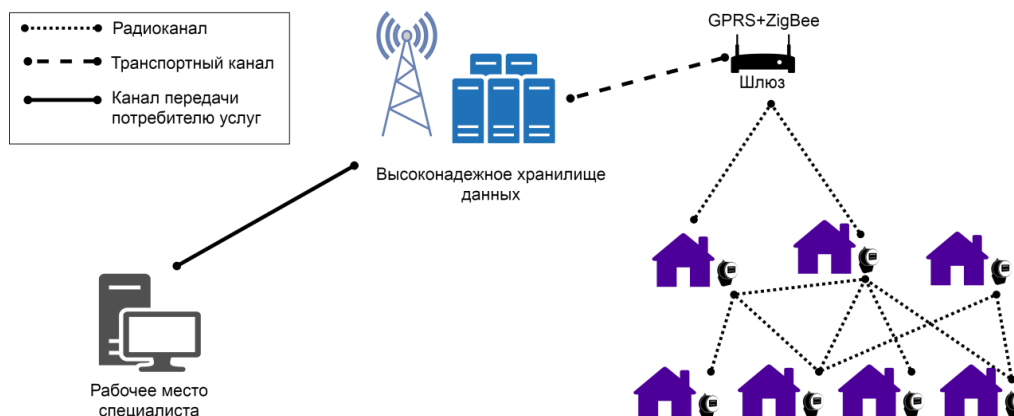 Радиоканал
Транспортный канал
Канал передачи
потребителю услуг
GPRS+ZigBee
Шлюз
Высоконадежное хранилище
данных
Рабочее место
специалиста